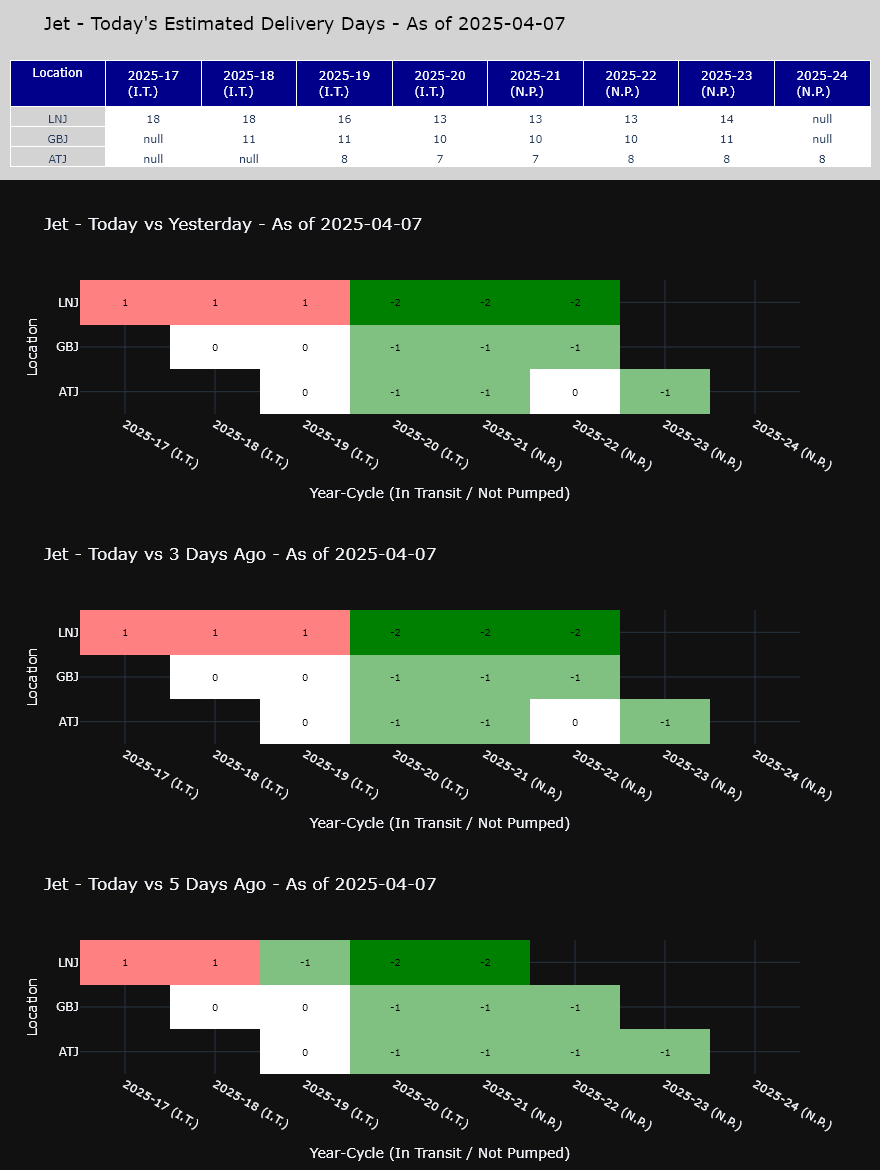 Jet - Today's Estimated Delivery Days - As of 2025-04-07
Location 2025-17 (I.T.) 2025-18 (I.T.) 2025-19 (I.T.) 2025-20 (I.T.) 2025-21 (N.P.) 2025-22 (N.P.) 2025-23 (N.P.) 2025-24 (N.P.)
LNJ 18 18 16 13 13 13 14 null
GBJ null 11 11 10 10 10 11 null
ATJ null null 8 7 7 8 8 8
Jet - Today vs Yesterday - As of 2025-04-07
Location
LNJ 1 1 1 -2 -2 -2
GBJ 0 0 -1 -1 -1
ATJ 0 -1 -1 0 -1
2025-17 (I.T.) 2025-18 (I.T.) 2025-19 (I.T.) 2025-20 (I.T.) 2025-21 (N.P.) 2025-22 (N.P.) 2025-23 (N.P.) 2025-24 (N.P.)
Year-Cycle (In Transit / Not Pumped)
Jet - Today vs 3 Days Ago - As of 2025-04-07
Location
LNJ 1 1 1 -2 -2 -2
GBJ 0 0 -1 -1 -1
ATJ 0 -1 -1 0 -1
2025-17 (I.T.) 2025-18 (I.T.) 2025-19 (I.T.) 2025-20 (I.T.) 2025-21 (N.P.) 2025-22 (N.P.) 2025-23 (N.P.) 2025-24 (N.P.)
Year-Cycle (In Transit / Not Pumped)
Jet - Today vs 5 Days Ago - As of 2025-04-07
Location
LNJ 1 1 -1 -2 -2
GBJ 0 0 -1 -1 -1
ATJ 0 -1 -1 -1 -1
2025-17 (I.T.) 2025-18 (I.T.) 2025-19 (I.T.) 2025-20 (I.T.) 2025-21 (N.P.) 2025-22 (N.P.) 2025-23 (N.P.) 2025-24 (N.P.)
Year-Cycle (In Transit / Not Pumped)